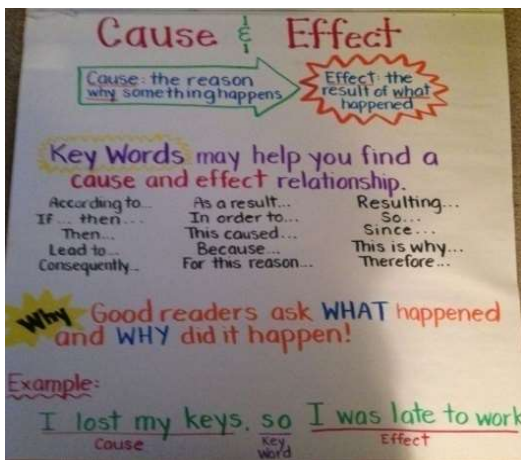 Cause & Effect
Cause: the reason
why something happens
Effect: the
result of what
happened
Key Words may help you find a
cause and effect relationship.
According to... As a result... Resulting...
If... then... In order to... So...
Then... This caused... Since...
Lead to... Because... This is why...
Consequently... For this reason... Therefore...
Why Good readers ask WHAT happened
and WHY did it happen!
Example:
I lost my keys, so I was late to work
Cause Key Word Effect